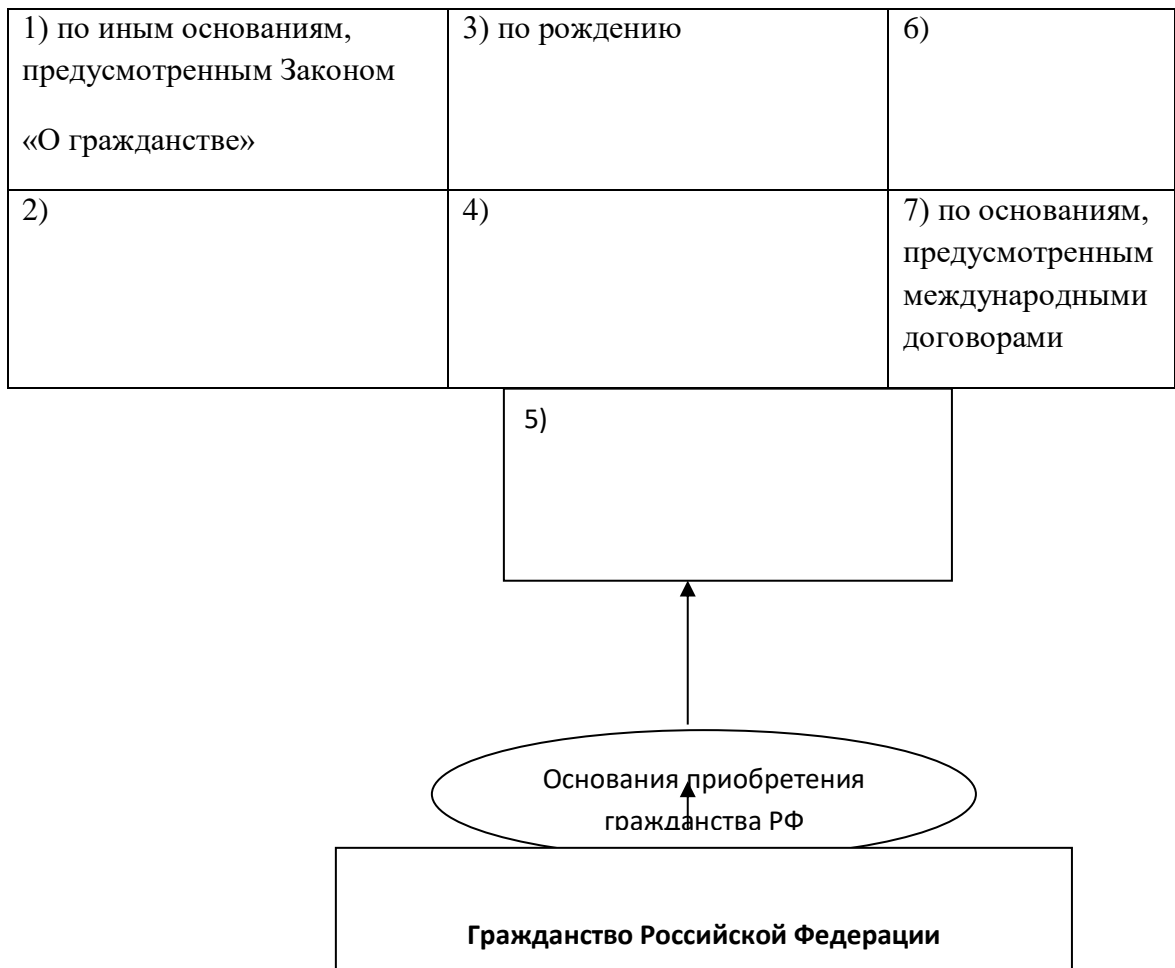 1) по иным основаниям,
предусмотренным Законом
«О гражданстве»
3) по рождению
6)
2)
4)
7) по основаниям,
предусмотренным
международными
договорами
5)
Основания приобретения
гражданства РФ
Гражданство Российской Федерации